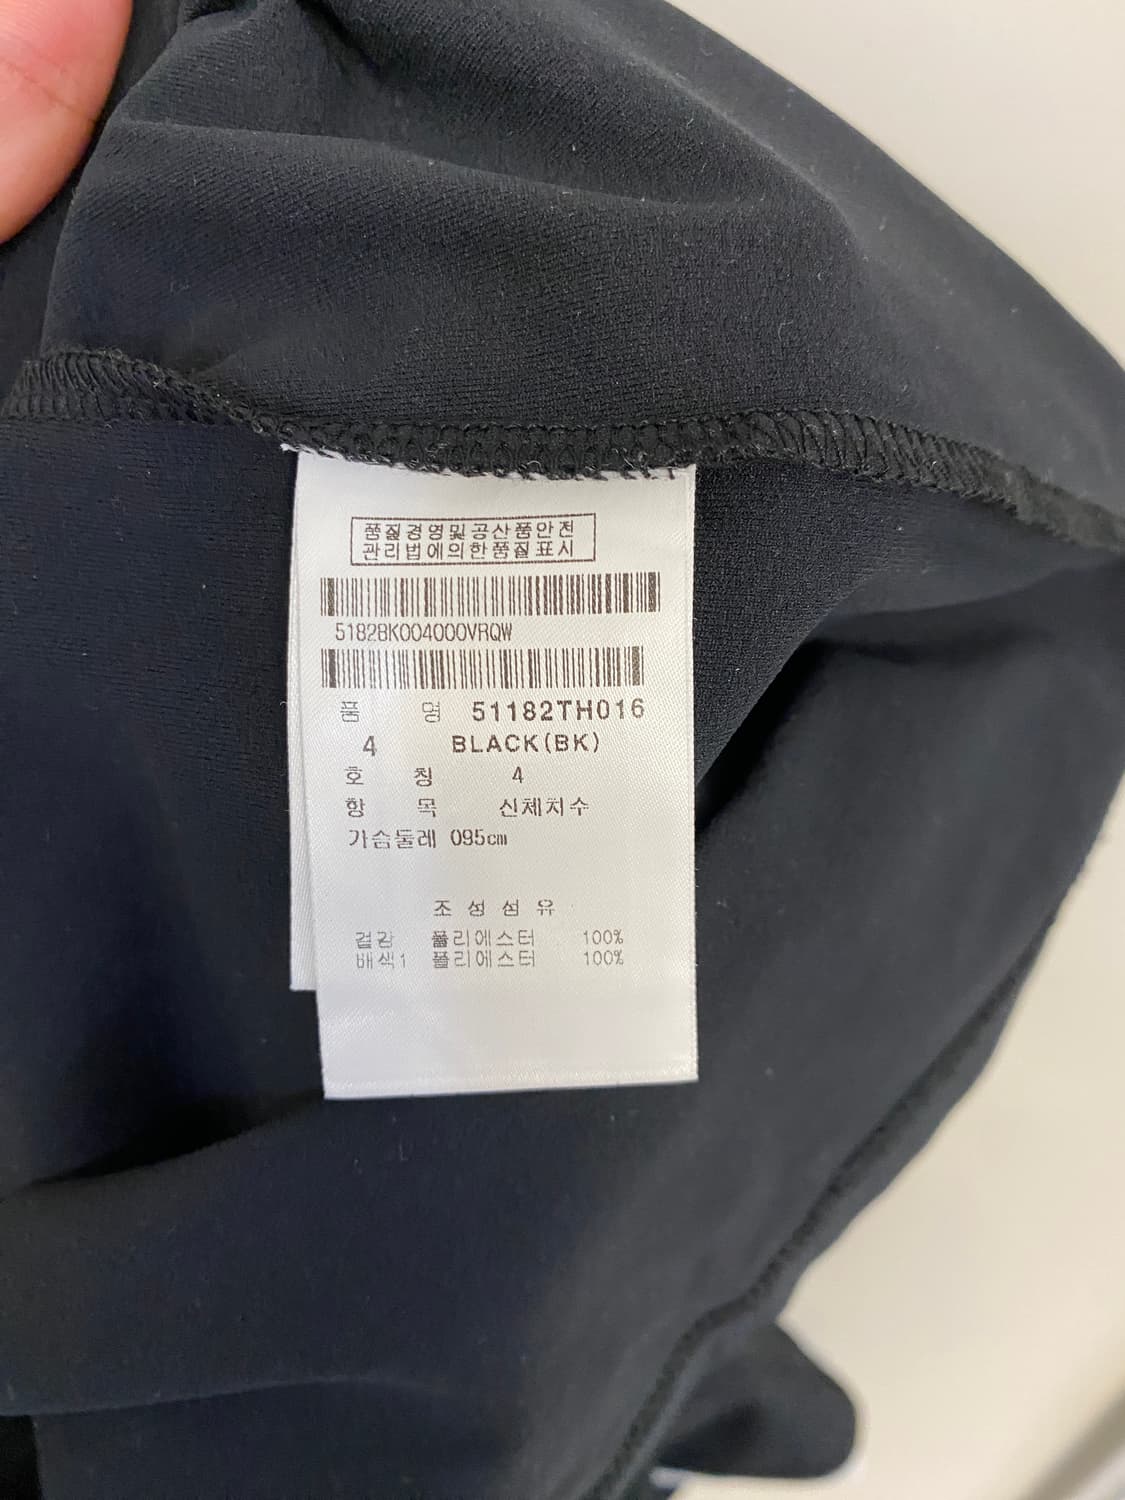 품질경영및공산품안전
관리법에의한품질표시
5182BK004000VRQW
품 명 51182TH016
4 BLACK(BK)
호 칭 4
항 목 신체치수
가슴둘레 095cm
조 성 섬 유
겉감 폴리에스터 100%
배색1 폴리에스터 100%